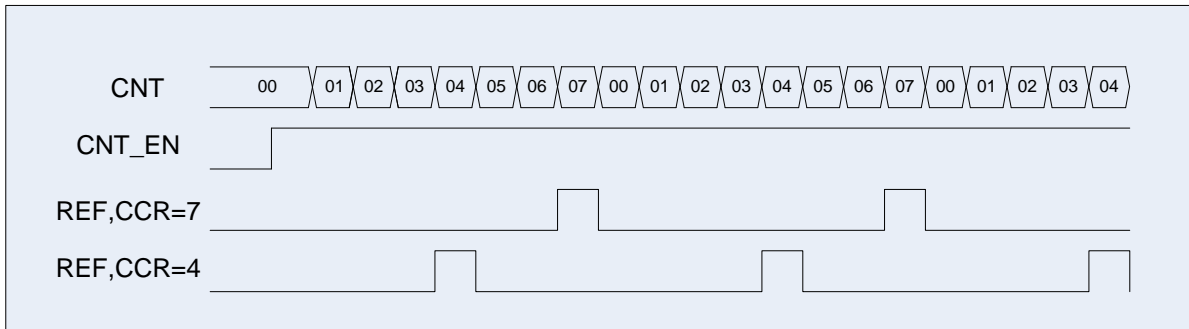 CNT 00 01 02 03 04 05 06 07 00 01 02 03 04 05 06 07 00 01 02 03 04
CNT_EN
REF,CCR=7
REF,CCR=4